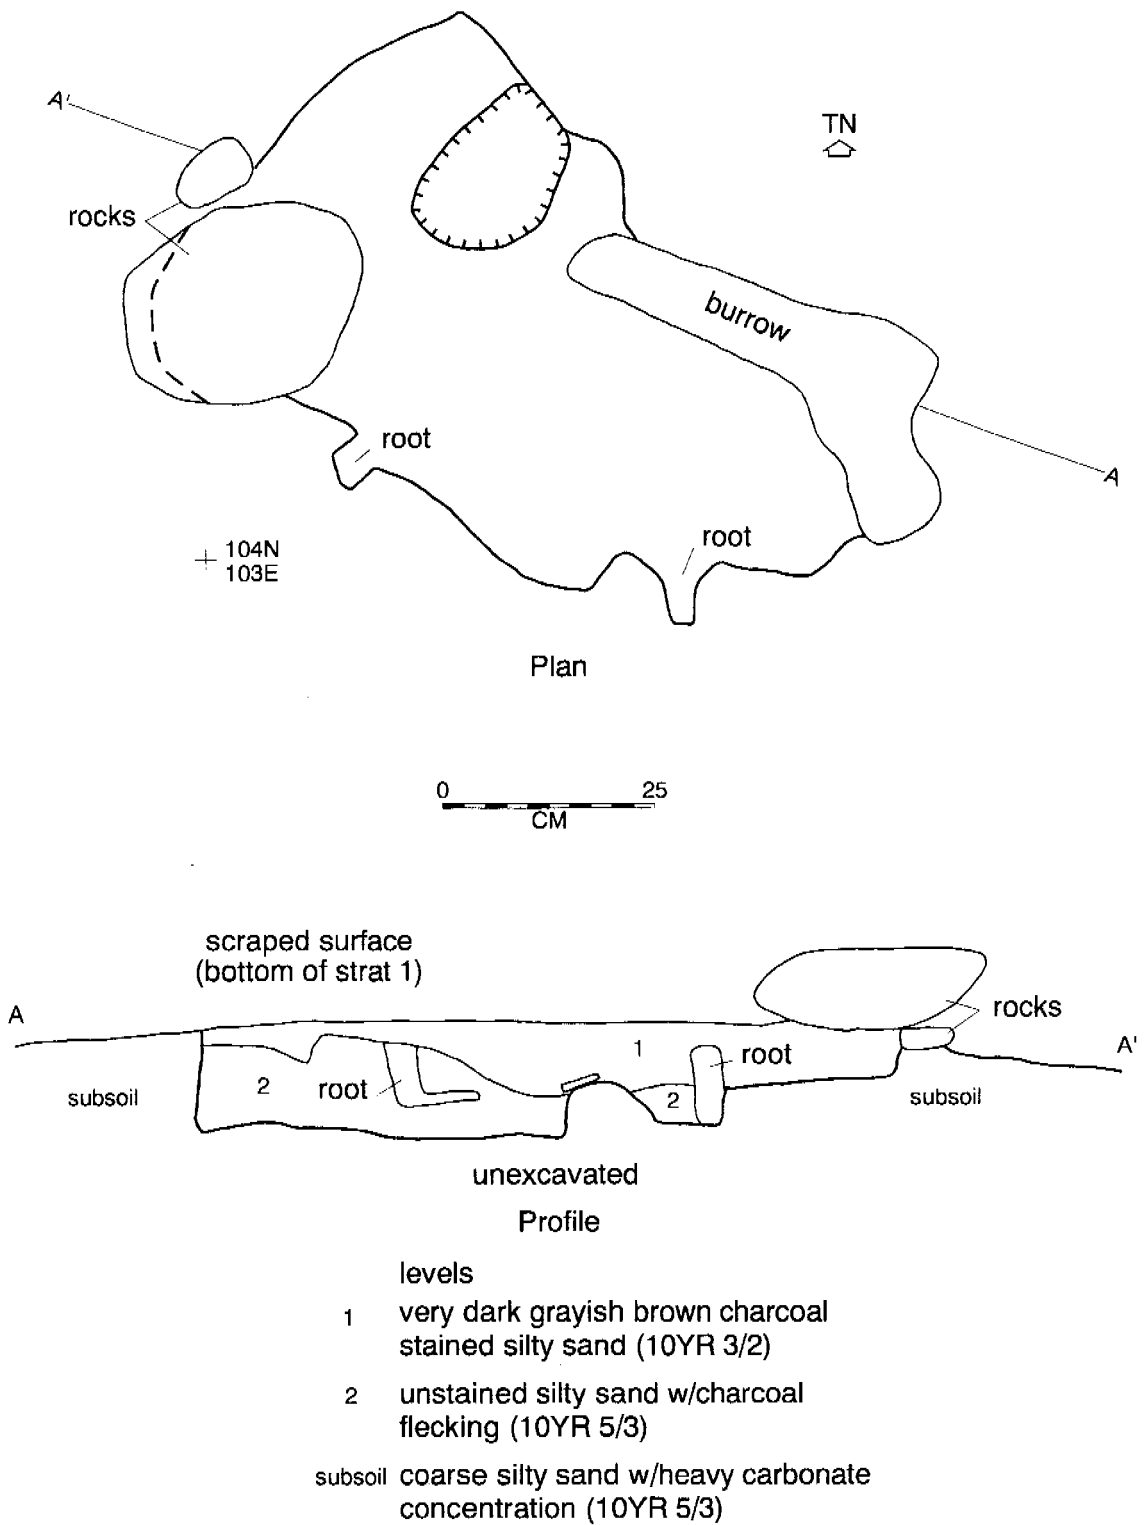 A'
TN
rocks
burrow
root
A
root
104N
103E
Plan
0 25
CM
scraped surface
(bottom of strat 1)
A
rocks
1
root
A'
2
root
2
subsoil
subsoil
unexcavated
Profile
levels
1 very dark grayish brown charcoal
stained silty sand (10YR 3/2)
2 unstained silty sand w/charcoal
flecking (10YR 5/3)
subsoil coarse silty sand w/heavy carbonate
concentration (10YR 5/3)